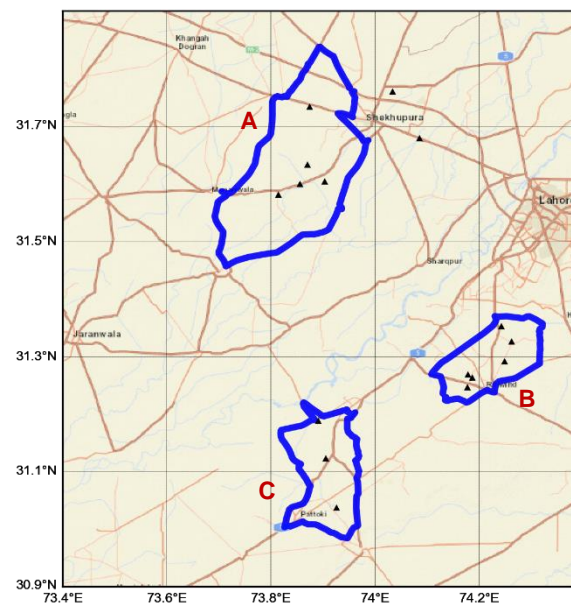 Khangah
Dogran
5
31.7°N
A
Shekhupura
Lahore
31.5°N
Sharqpur
Jaranwala
31.3°N
B
31.1°N
C
Pattoki
30.9°N
73.4°E
73.6°E
73.8°E
74°E
74.2°E